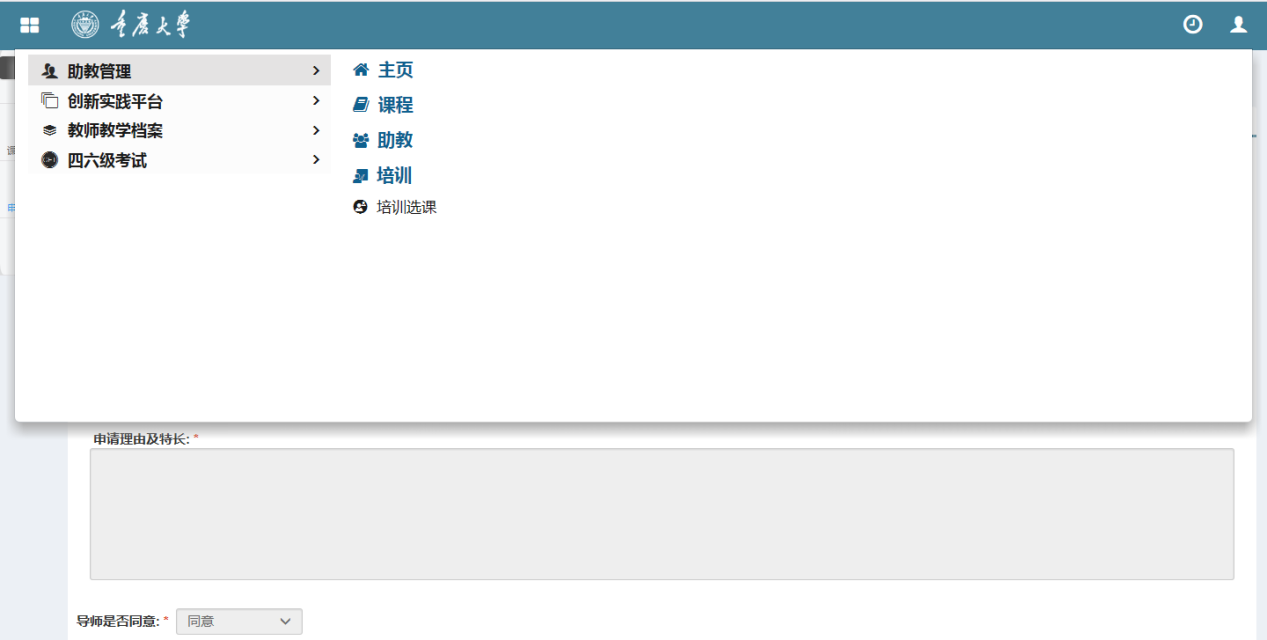 重庆大学
助教管理
创新实践平台
教师教学档案
四六级考试
主页
课程
助教
培训
培训选课
申请理由及特长: *
导师是否同意: * 同意